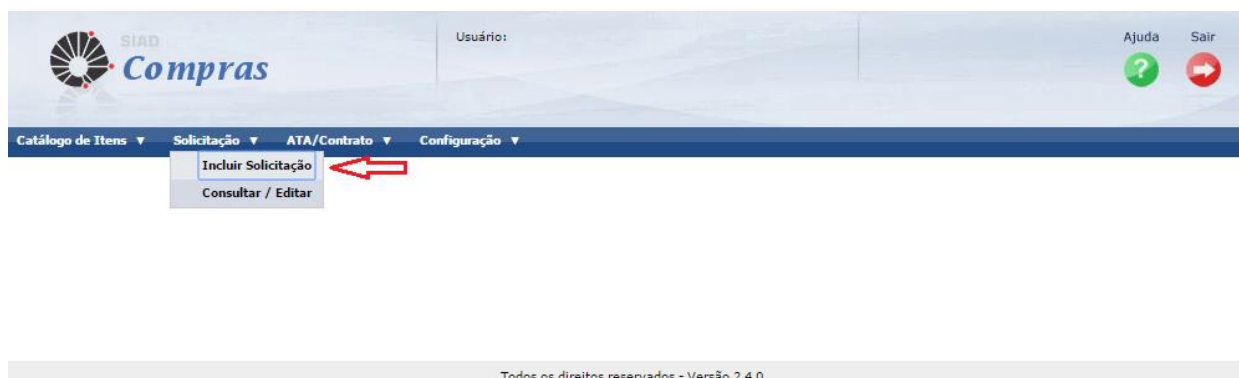 SIAD
Compras
Usuário:
Ajuda Sair
Catálogo de Itens ▼ Solicitação ▼ ATA/Contrato ▼ Configuração ▼
Incluir Solicitação
Consultar / Editar
Todos os direitos reservados - Versão 2.4.0